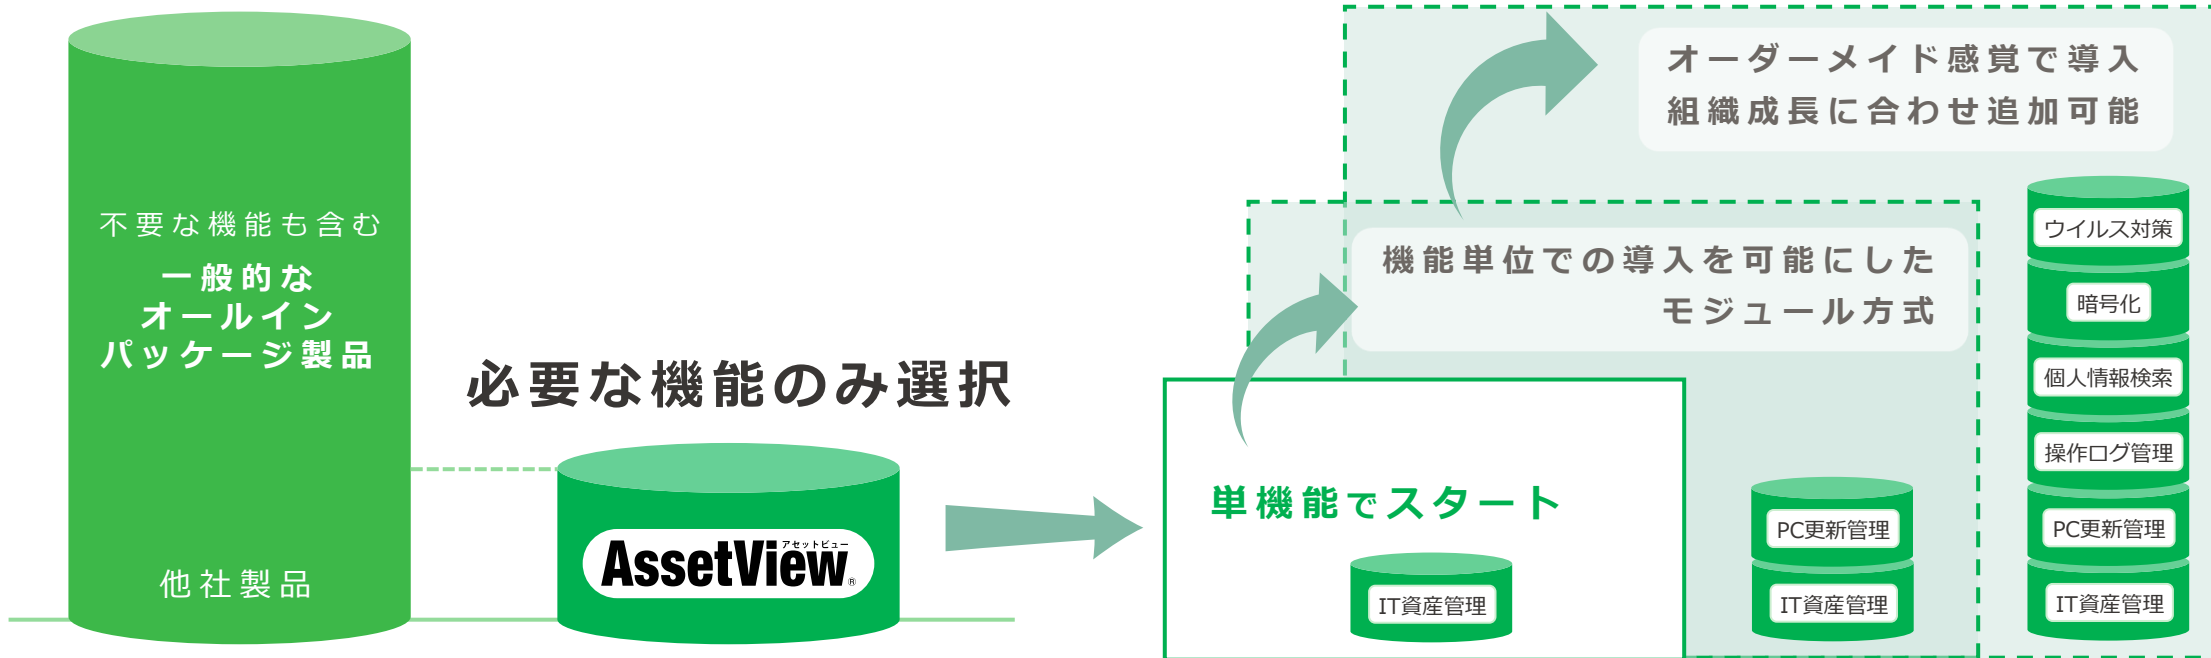 不要な機能も含む
一般的な
オールイン
パッケージ製品
他社製品
必要な機能のみ選択
アセットビュー
AssetView®
単機能でスタート
IT資産管理
機能単位での導入を可能にした
モジュール方式
PC更新管理
IT資産管理
オーダーメイド感覚で導入
組織成長に合わせ追加可能
ウイルス対策
暗号化
個人情報検索
操作ログ管理
PC更新管理
IT資産管理